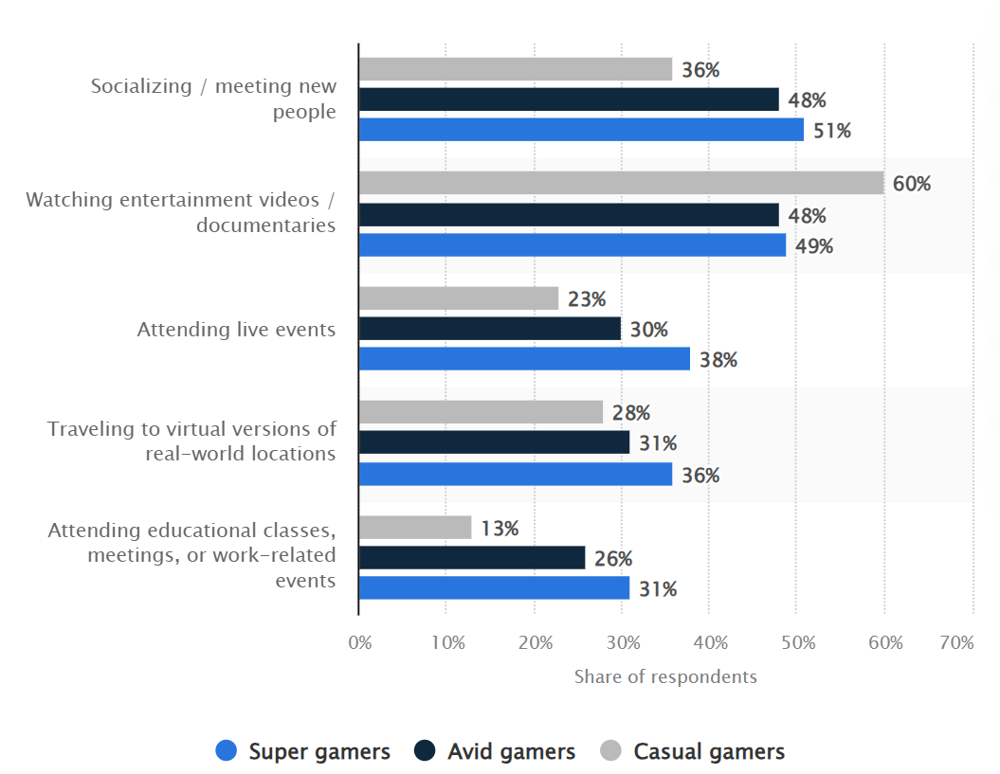 Socializing / meeting new
people
36%
48%
51%
Watching entertainment videos /
documentaries
60%
48%
49%
Attending live events
23%
30%
38%
Traveling to virtual versions of
real-world locations
28%
31%
36%
Attending educational classes,
meetings, or work-related
events
13%
26%
31%
0% 10% 20% 30% 40% 50% 60% 70%
Share of respondents
Super gamers Avid gamers Casual gamers